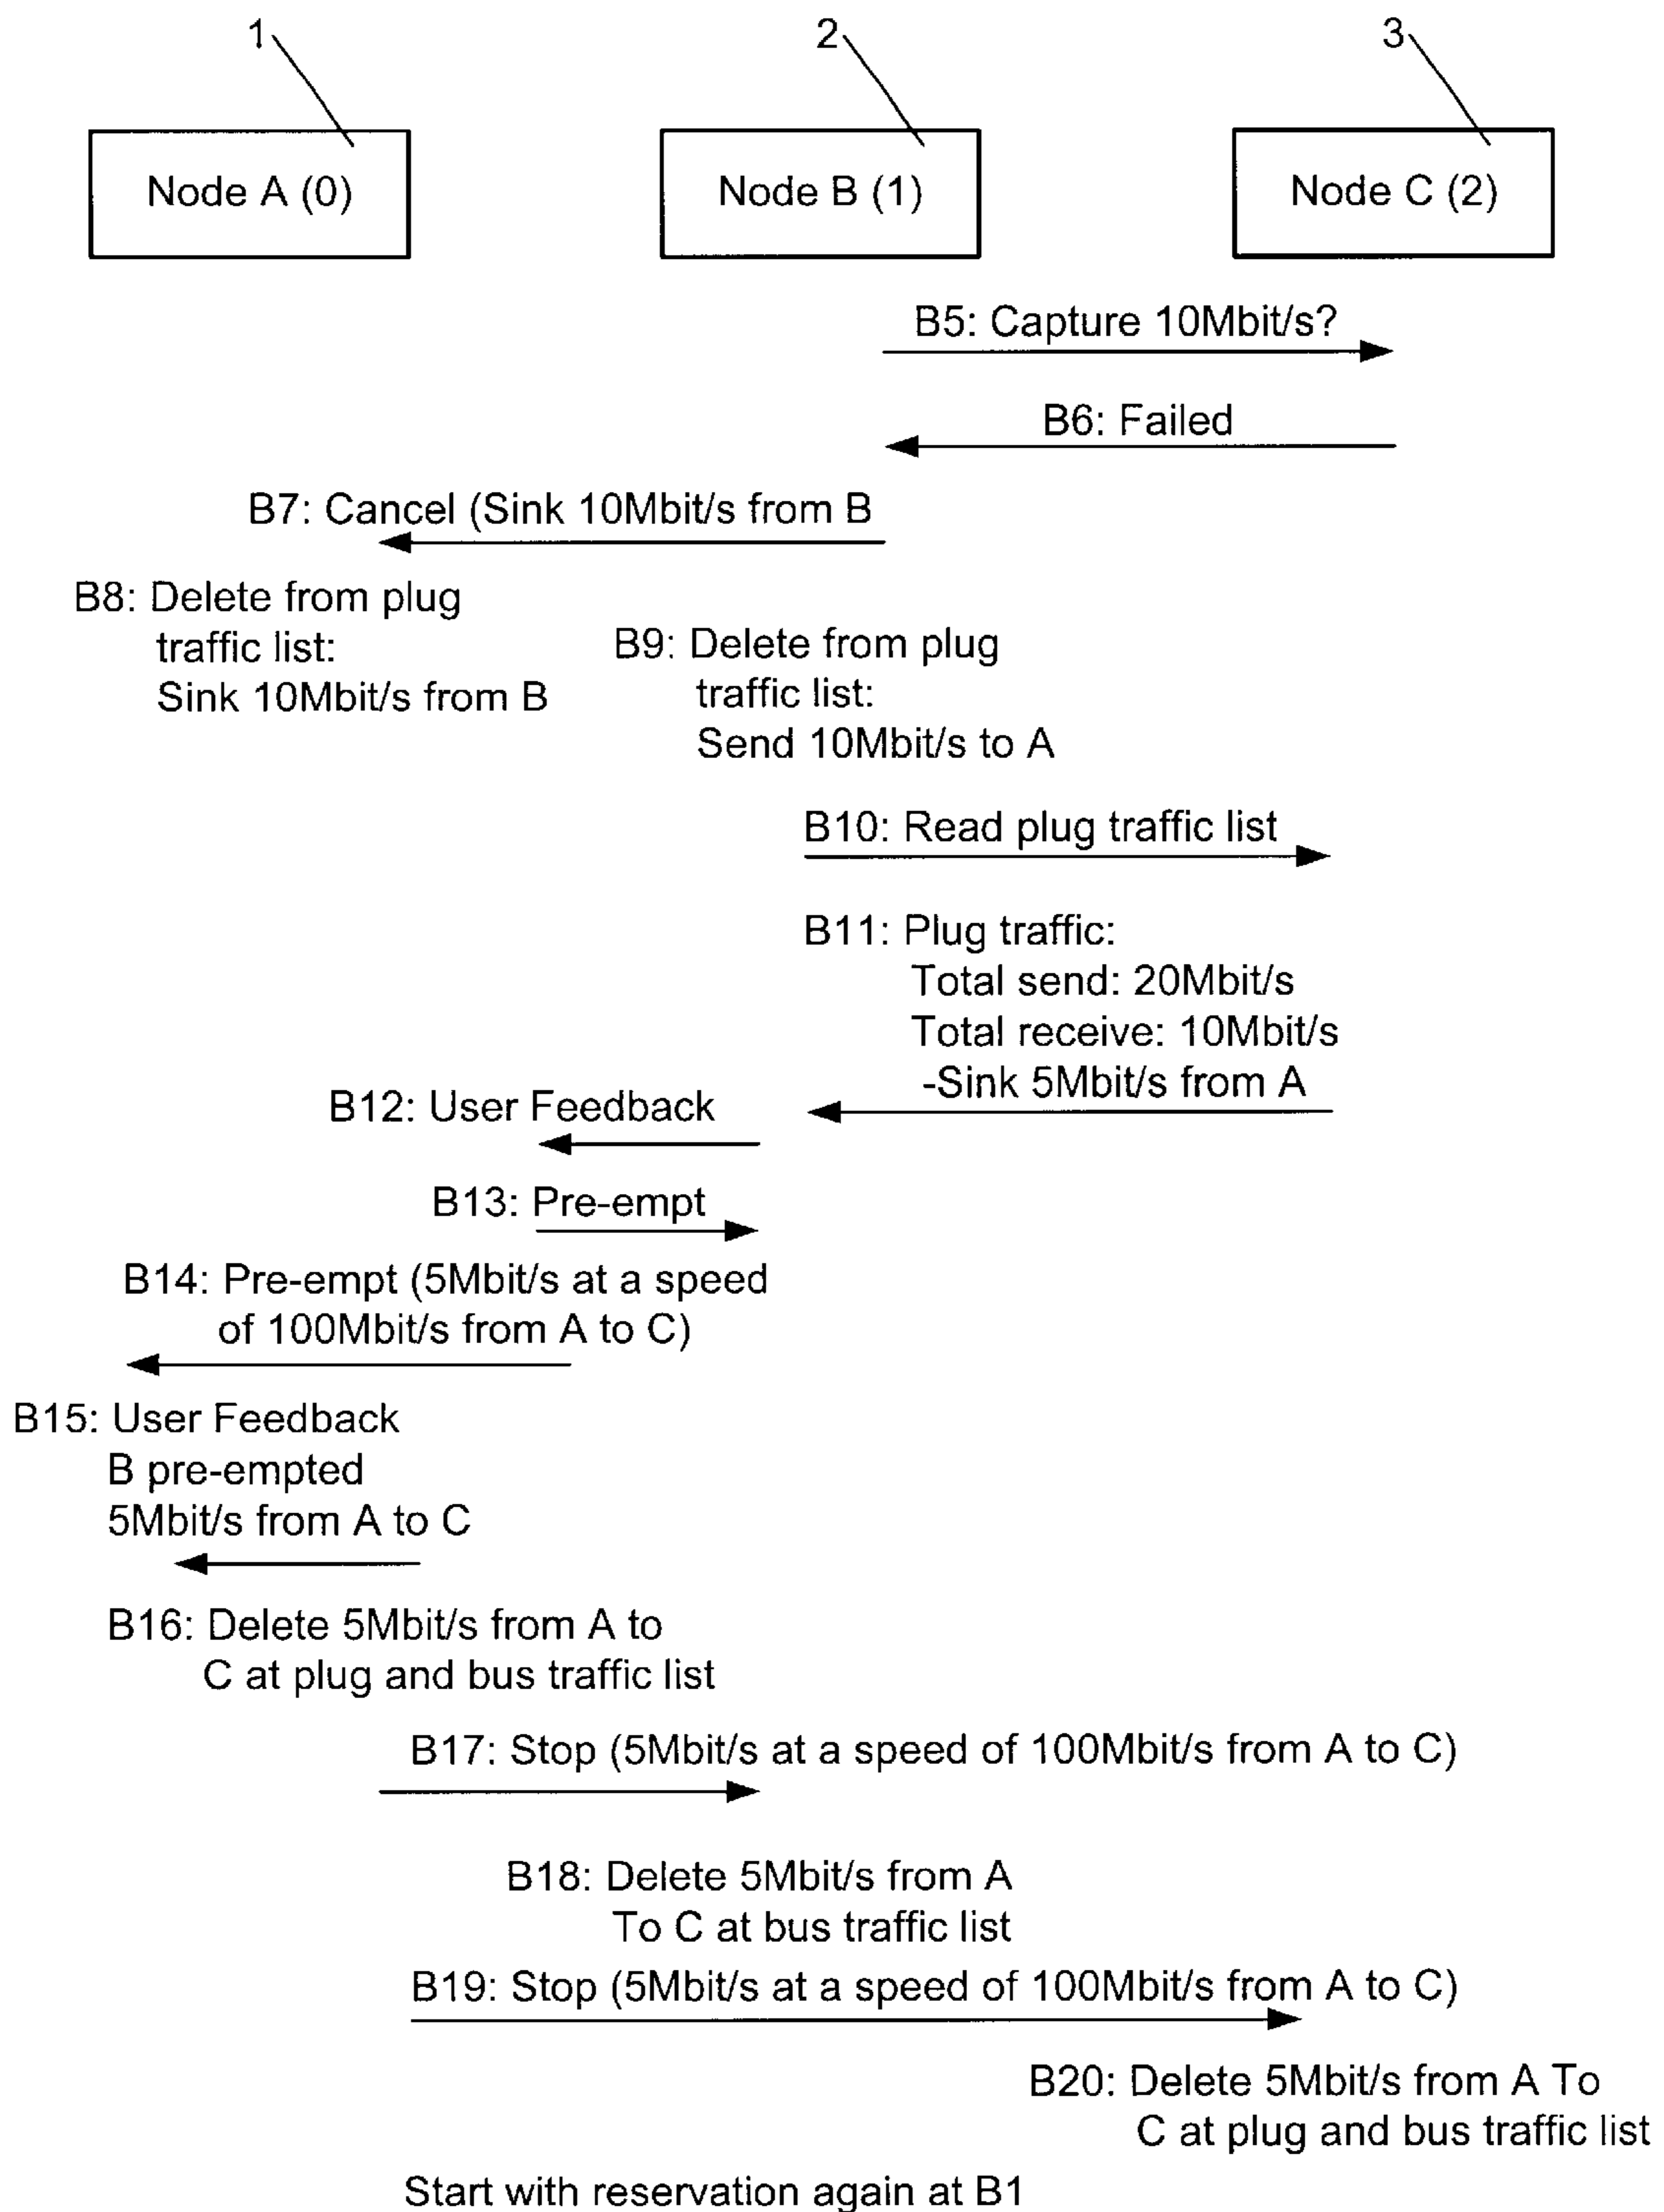 1
2
3
Node A (0)
Node B (1)
Node C (2)
B5: Capture 10Mbit/s?
B6: Failed
B7: Cancel (Sink 10Mbit/s from B
B8: Delete from plug
traffic list:
Sink 10Mbit/s from B
B9: Delete from plug
traffic list:
Send 10Mbit/s to A
B10: Read plug traffic list
B11: Plug traffic:
Total send: 20Mbit/s
Total receive: 10Mbit/s
-Sink 5Mbit/s from A
B12: User Feedback
B13: Pre-empt
B14: Pre-empt (5Mbit/s at a speed
of 100Mbit/s from A to C)
B15: User Feedback
B pre-empted
5Mbit/s from A to C
B16: Delete 5Mbit/s from A to
C at plug and bus traffic list
B17: Stop (5Mbit/s at a speed of 100Mbit/s from A to C)
B18: Delete 5Mbit/s from A
To C at bus traffic list
B19: Stop (5Mbit/s at a speed of 100Mbit/s from A to C)
B20: Delete 5Mbit/s from A To
C at plug and bus traffic list
Start with reservation again at B1